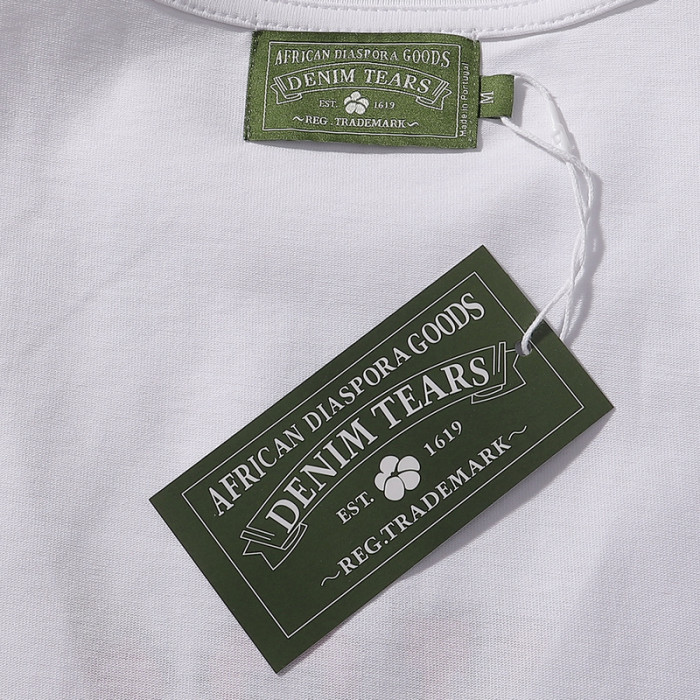 AFRICAN DIASPORA GOODS
DENIM TEARS
EST. 1619
~REG. TRADEMARK~
Made in Portugal
M
AFRICAN DIASPORA GOODS
DENIM TEARS
EST. 1619
~REG.TRADEMARK~